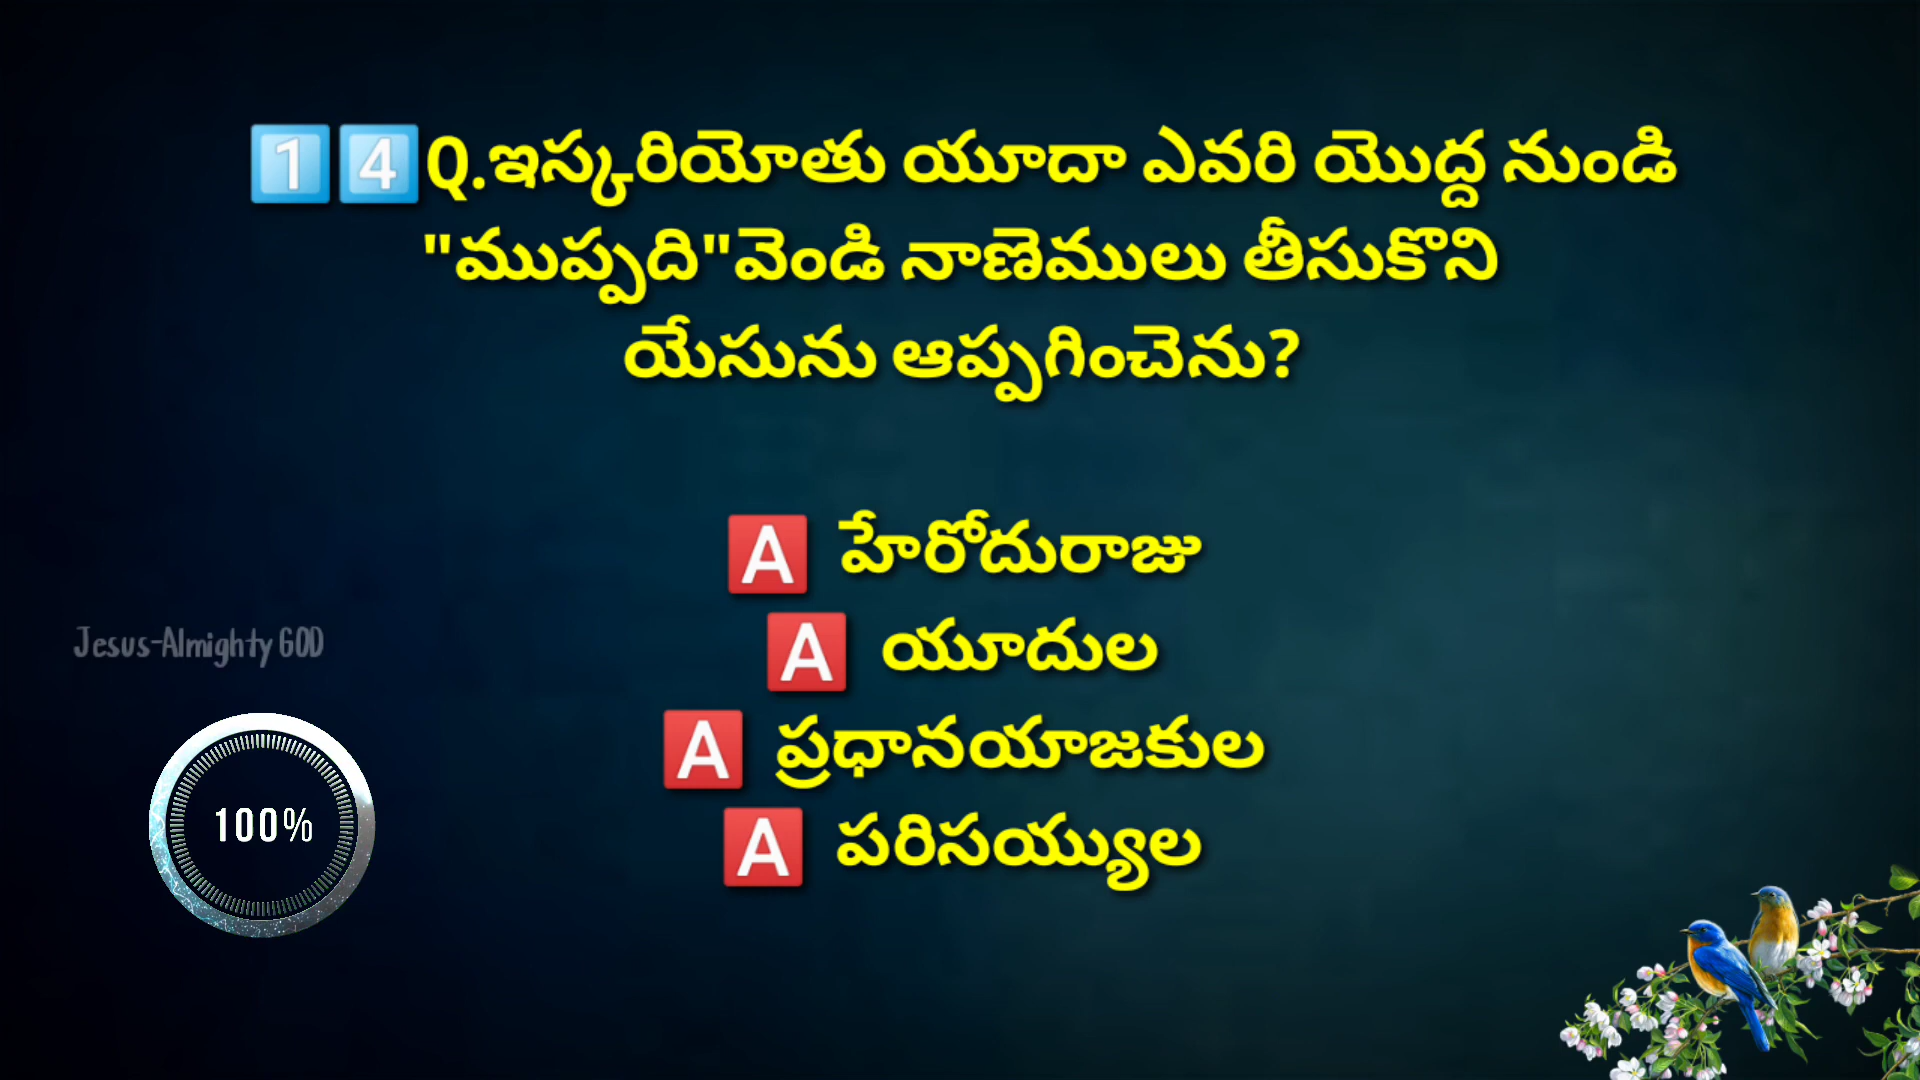 1️⃣4️⃣Q.ఇస్కరియోతు యూదా ఎవరి యొద్ద నుండి
"ముప్పది"వెండి నాణెములు తీసుకొని
యేసును ఆప్పగించెను?
🅰 హేరోదురాజు
🅰 యూదుల
🅰 ప్రధానయాజకుల
🅰 పరిసయ్యుల
Jesus-Almighty GOD
100%